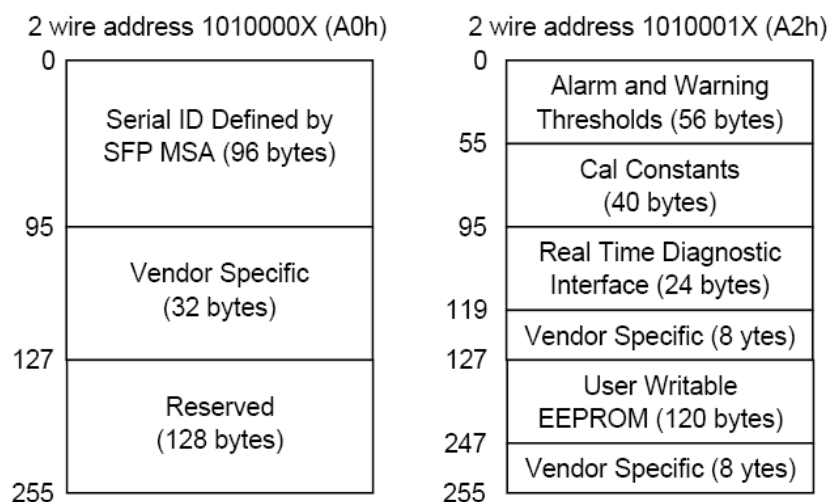 2 wire address 1010000X (A0h)
0
Serial ID Defined by
SFP MSA (96 bytes)
95
Vendor Specific
(32 bytes)
127
Reserved
(128 bytes)
255
2 wire address 1010001X (A2h)
0
Alarm and Warning
Thresholds (56 bytes)
55
Cal Constants
(40 bytes)
95
Real Time Diagnostic
Interface (24 bytes)
119
Vendor Specific (8 ytes)
127
User Writable
EEPROM (120 bytes)
247
Vendor Specific (8 ytes)
255